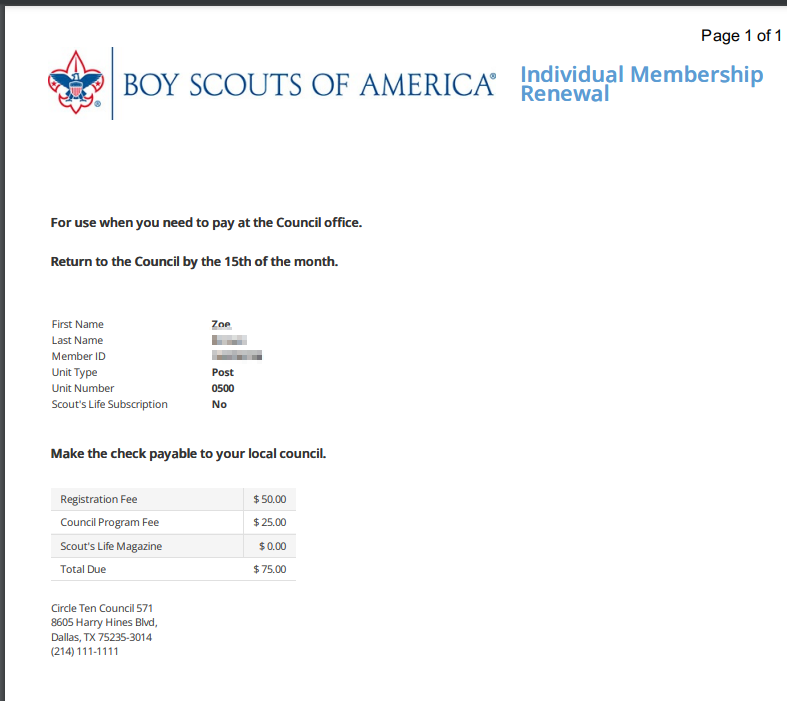 Page 1 of 1
BOY SCOUTS OF AMERICA®
Individual Membership
Renewal
For use when you need to pay at the Council office.
Return to the Council by the 15th of the month.
First Name Zoe
Last Name
Member ID
Unit Type Post
Unit Number 0500
Scout's Life Subscription No
Make the check payable to your local council.
Registration Fee $ 50.00
Council Program Fee $ 25.00
Scout's Life Magazine $ 0.00
Total Due $ 75.00
Circle Ten Council 571
8605 Harry Hines Blvd,
Dallas, TX 75235-3014
(214) 111-1111